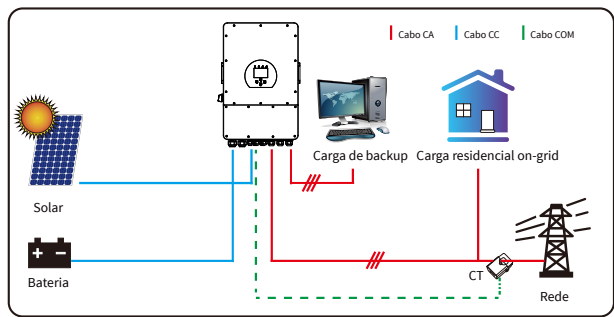 Cabo CA
Cabo CC
Cabo COM
Carga de backup
Carga residencial on-grid
Solar
Bateria
CT
Rede